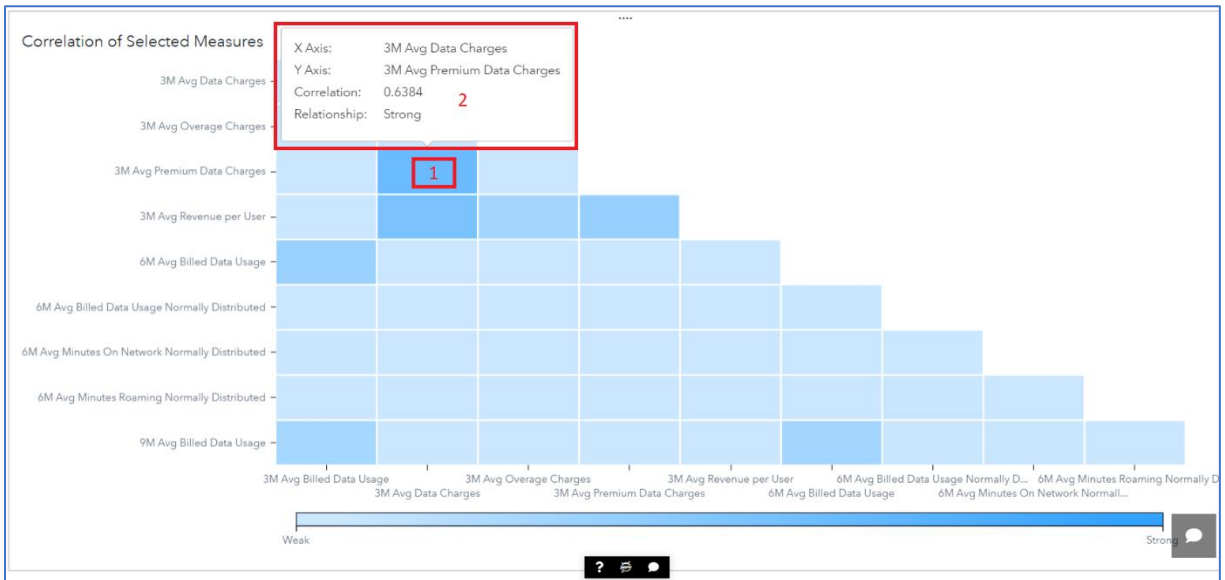 Correlation of Selected Measures
X Axis: 3M Avg Data Charges
Y Axis: 3M Avg Premium Data Charges
Correlation: 0.6384
Relationship: Strong
2
3M Avg Data Charges
3M Avg Overage Charges
3M Avg Premium Data Charges
1
3M Avg Revenue per User
6M Avg Billed Data Usage
6M Avg Billed Data Usage Normally Distributed
6M Avg Minutes On Network Normally Distributed
6M Avg Minutes Roaming Normally Distributed
9M Avg Billed Data Usage
3M Avg Billed Data Usage
3M Avg Data Charges
3M Avg Overage Charges
3M Avg Premium Data Charges
3M Avg Revenue per User
6M Avg Billed Data Usage
6M Avg Billed Data Usage Normally D...
6M Avg Minutes On Network Normall...
6M Avg Minutes Roaming Normally D
Weak
Strong
?